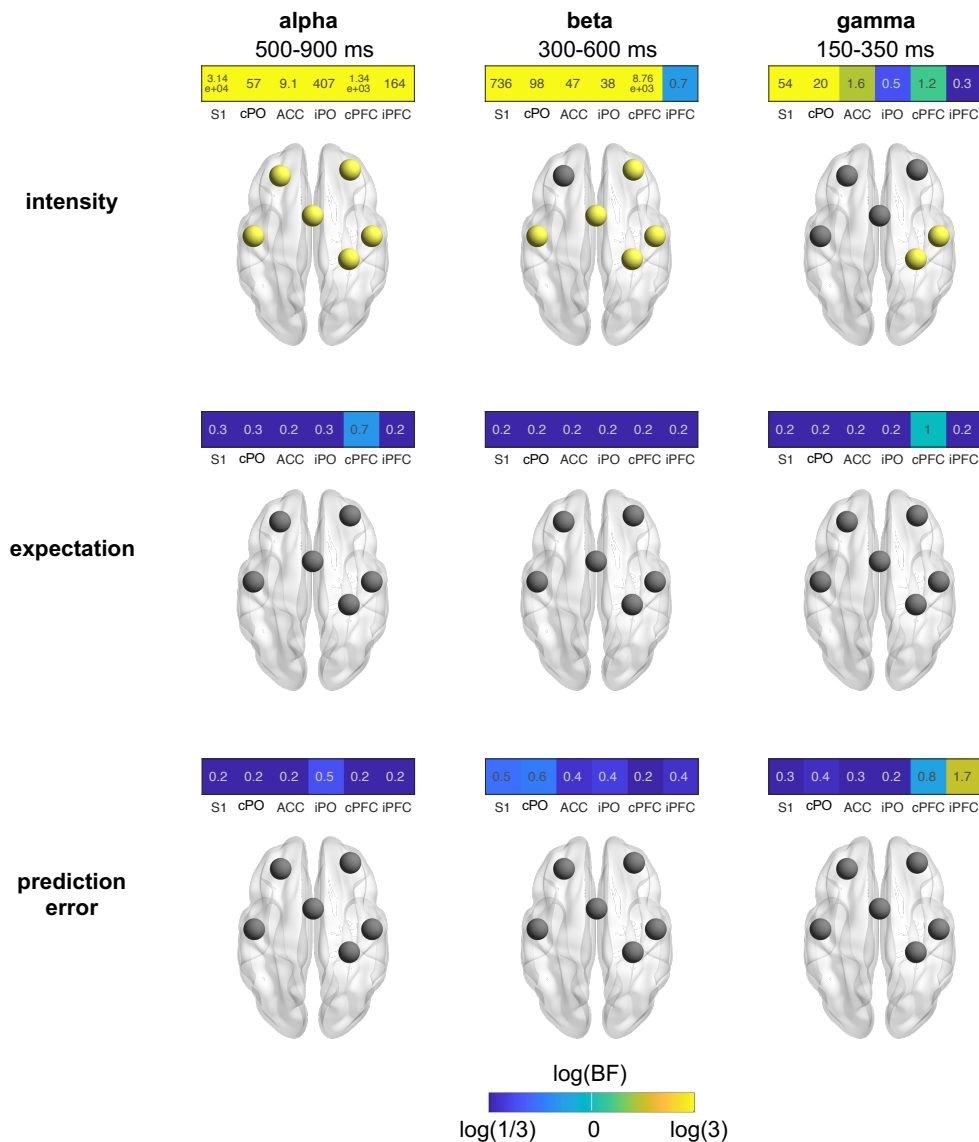 alpha beta gamma
500-900 ms 300-600 ms 150-350 ms
3.14 e+04 57 9.1 407 1.34 e+03 164 736 98 47 38 8.76 e+03 0.7 54 20 1.6 0.5 1.2 0.3
S1 cPO ACC iPO cPFC iPFC S1 cPO ACC iPO cPFC iPFC S1 cPO ACC iPO cPFC iPFC
intensity
0.3 0.3 0.2 0.3 0.7 0.2 0.2 0.2 0.2 0.2 0.2 0.2 0.2 0.2 0.2 0.2 1 0.2
S1 cPO ACC iPO cPFC iPFC S1 cPO ACC iPO cPFC iPFC S1 cPO ACC iPO cPFC iPFC
expectation
0.2 0.2 0.2 0.5 0.2 0.2 0.5 0.6 0.4 0.4 0.2 0.4 0.3 0.4 0.3 0.2 0.8 1.7
S1 cPO ACC iPO cPFC iPFC S1 cPO ACC iPO cPFC iPFC S1 cPO ACC iPO cPFC iPFC
prediction
error
log(BF)
log(1/3) 0 log(3)